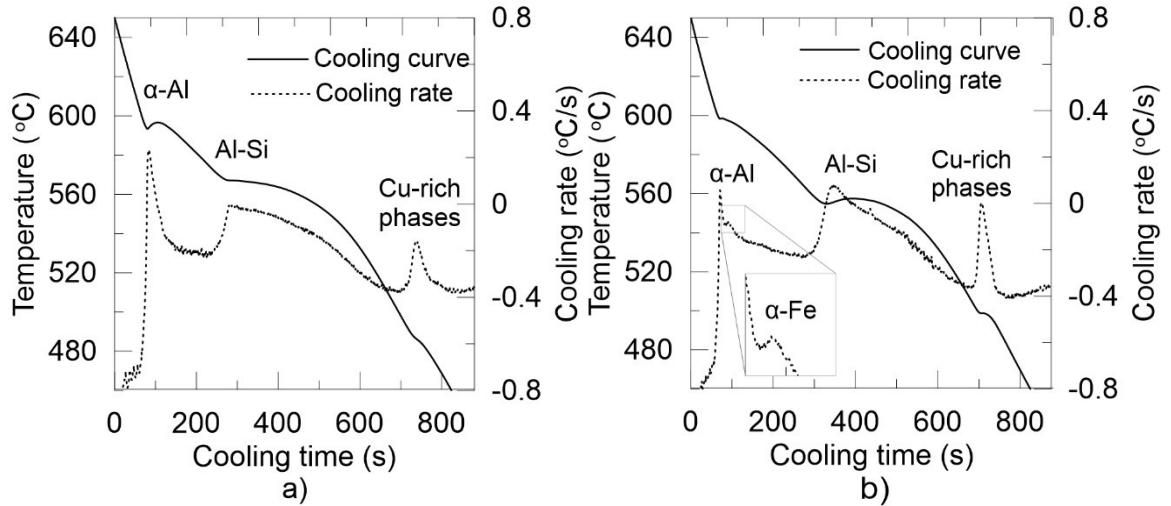 640
600
560
520
480
Temperature (°C)
0.8
0.4
0
-0.4
-0.8
Cooling rate (°C/s)
Cooling curve
Cooling rate
α-Al
Al-Si
Cu-rich
phases
0 200 400 600 800
Cooling time (s)
a)
640
600
560
520
480
Temperature (°C)
0.8
0.4
0
-0.4
-0.8
Cooling rate (°C/s)
Cooling curve
Cooling rate
α-Al
Al-Si
Cu-rich
phases
α-Fe
0 200 400 600 800
Cooling time (s)
b)